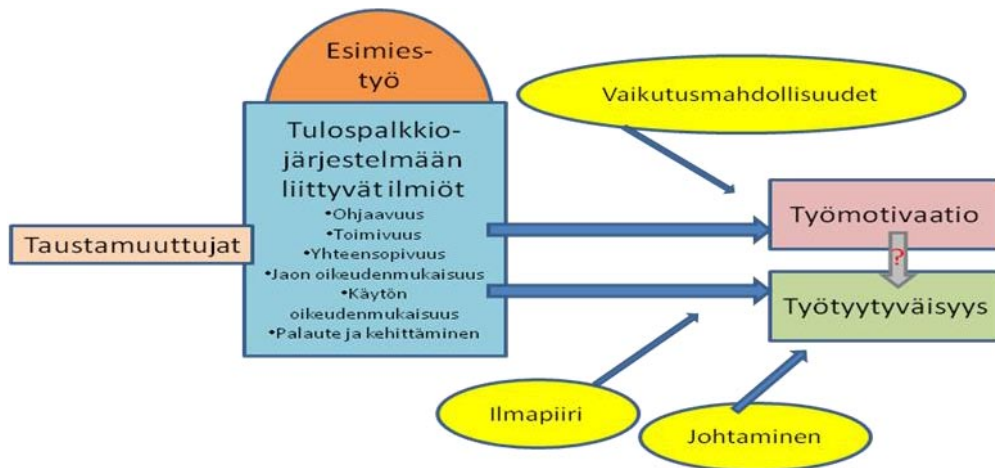 Esimies-
työ
Vaikutusmahdollisuudet
Tulospalkkio-
järjestelmään
liittyvät ilmiöt
•Ohjaavuus
•Toimivuus
•Yhteensopivuus
•Jaon oikeudenmukaisuus
•Käytön
oikeudenmukaisuus
•Palaute ja kehittäminen
Taustamuuttujat
Työmotivaatio
?
Työtyytyväisyys
Ilmapiiri
Johtaminen